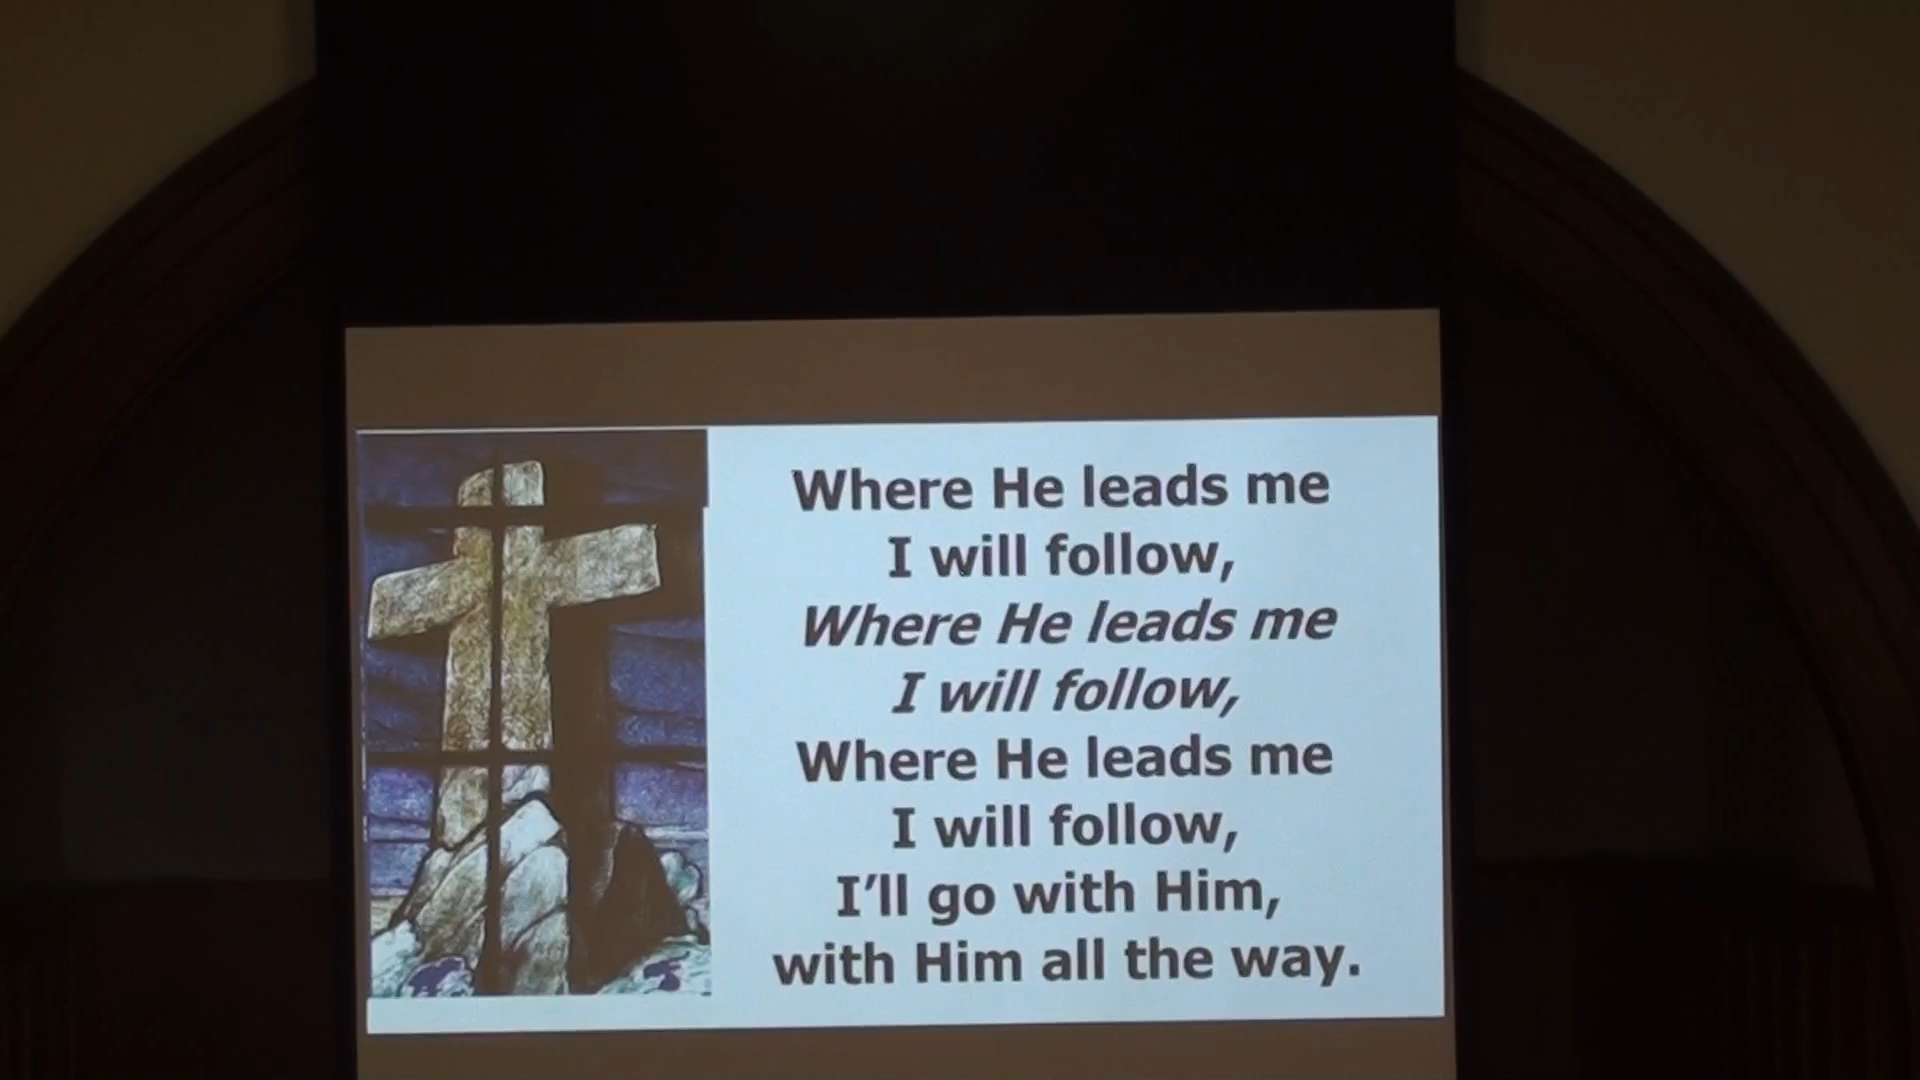 Where He leads me
I will follow,
Where He leads me
I will follow,
Where He leads me
I will follow,
I’ll go with Him,
with Him all the way.